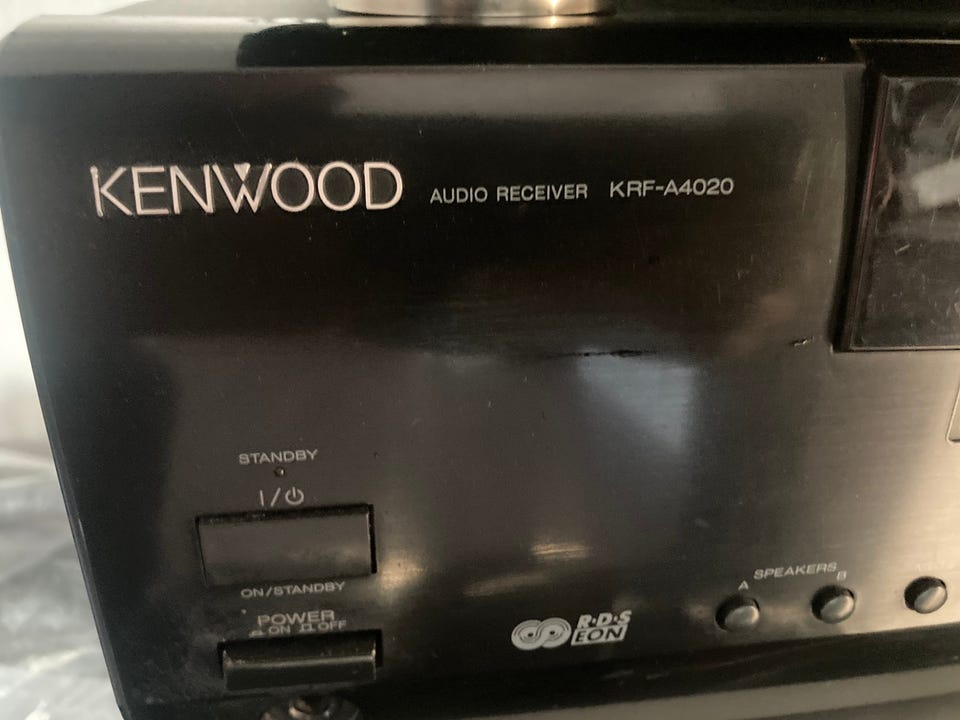 KENWOOD AUDIO RECEIVER KRF-A4020
STANDBY
I/⏻
ON/STANDBY
POWER
ON OFF
R·D·S
EON
SPEAKERS
A B